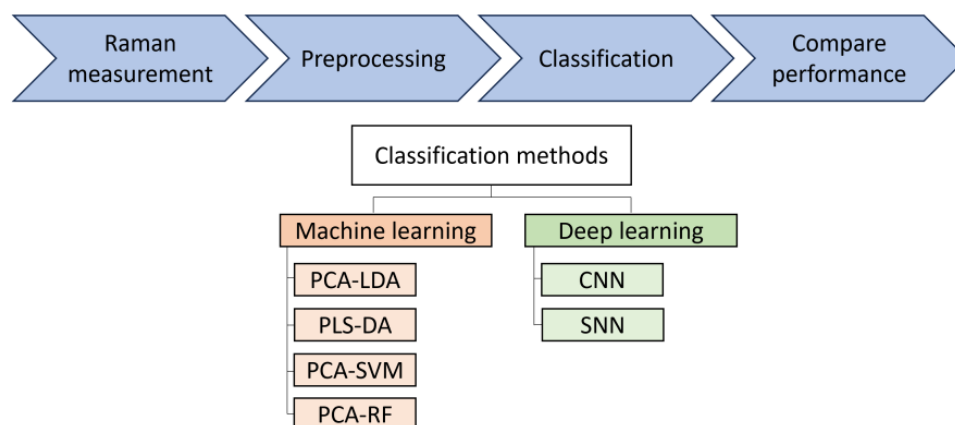 Raman
measurement
Preprocessing
Classification
Compare
performance
Classification methods
Machine learning
PCA-LDA
PLS-DA
PCA-SVM
PCA-RF
Deep learning
CNN
SNN